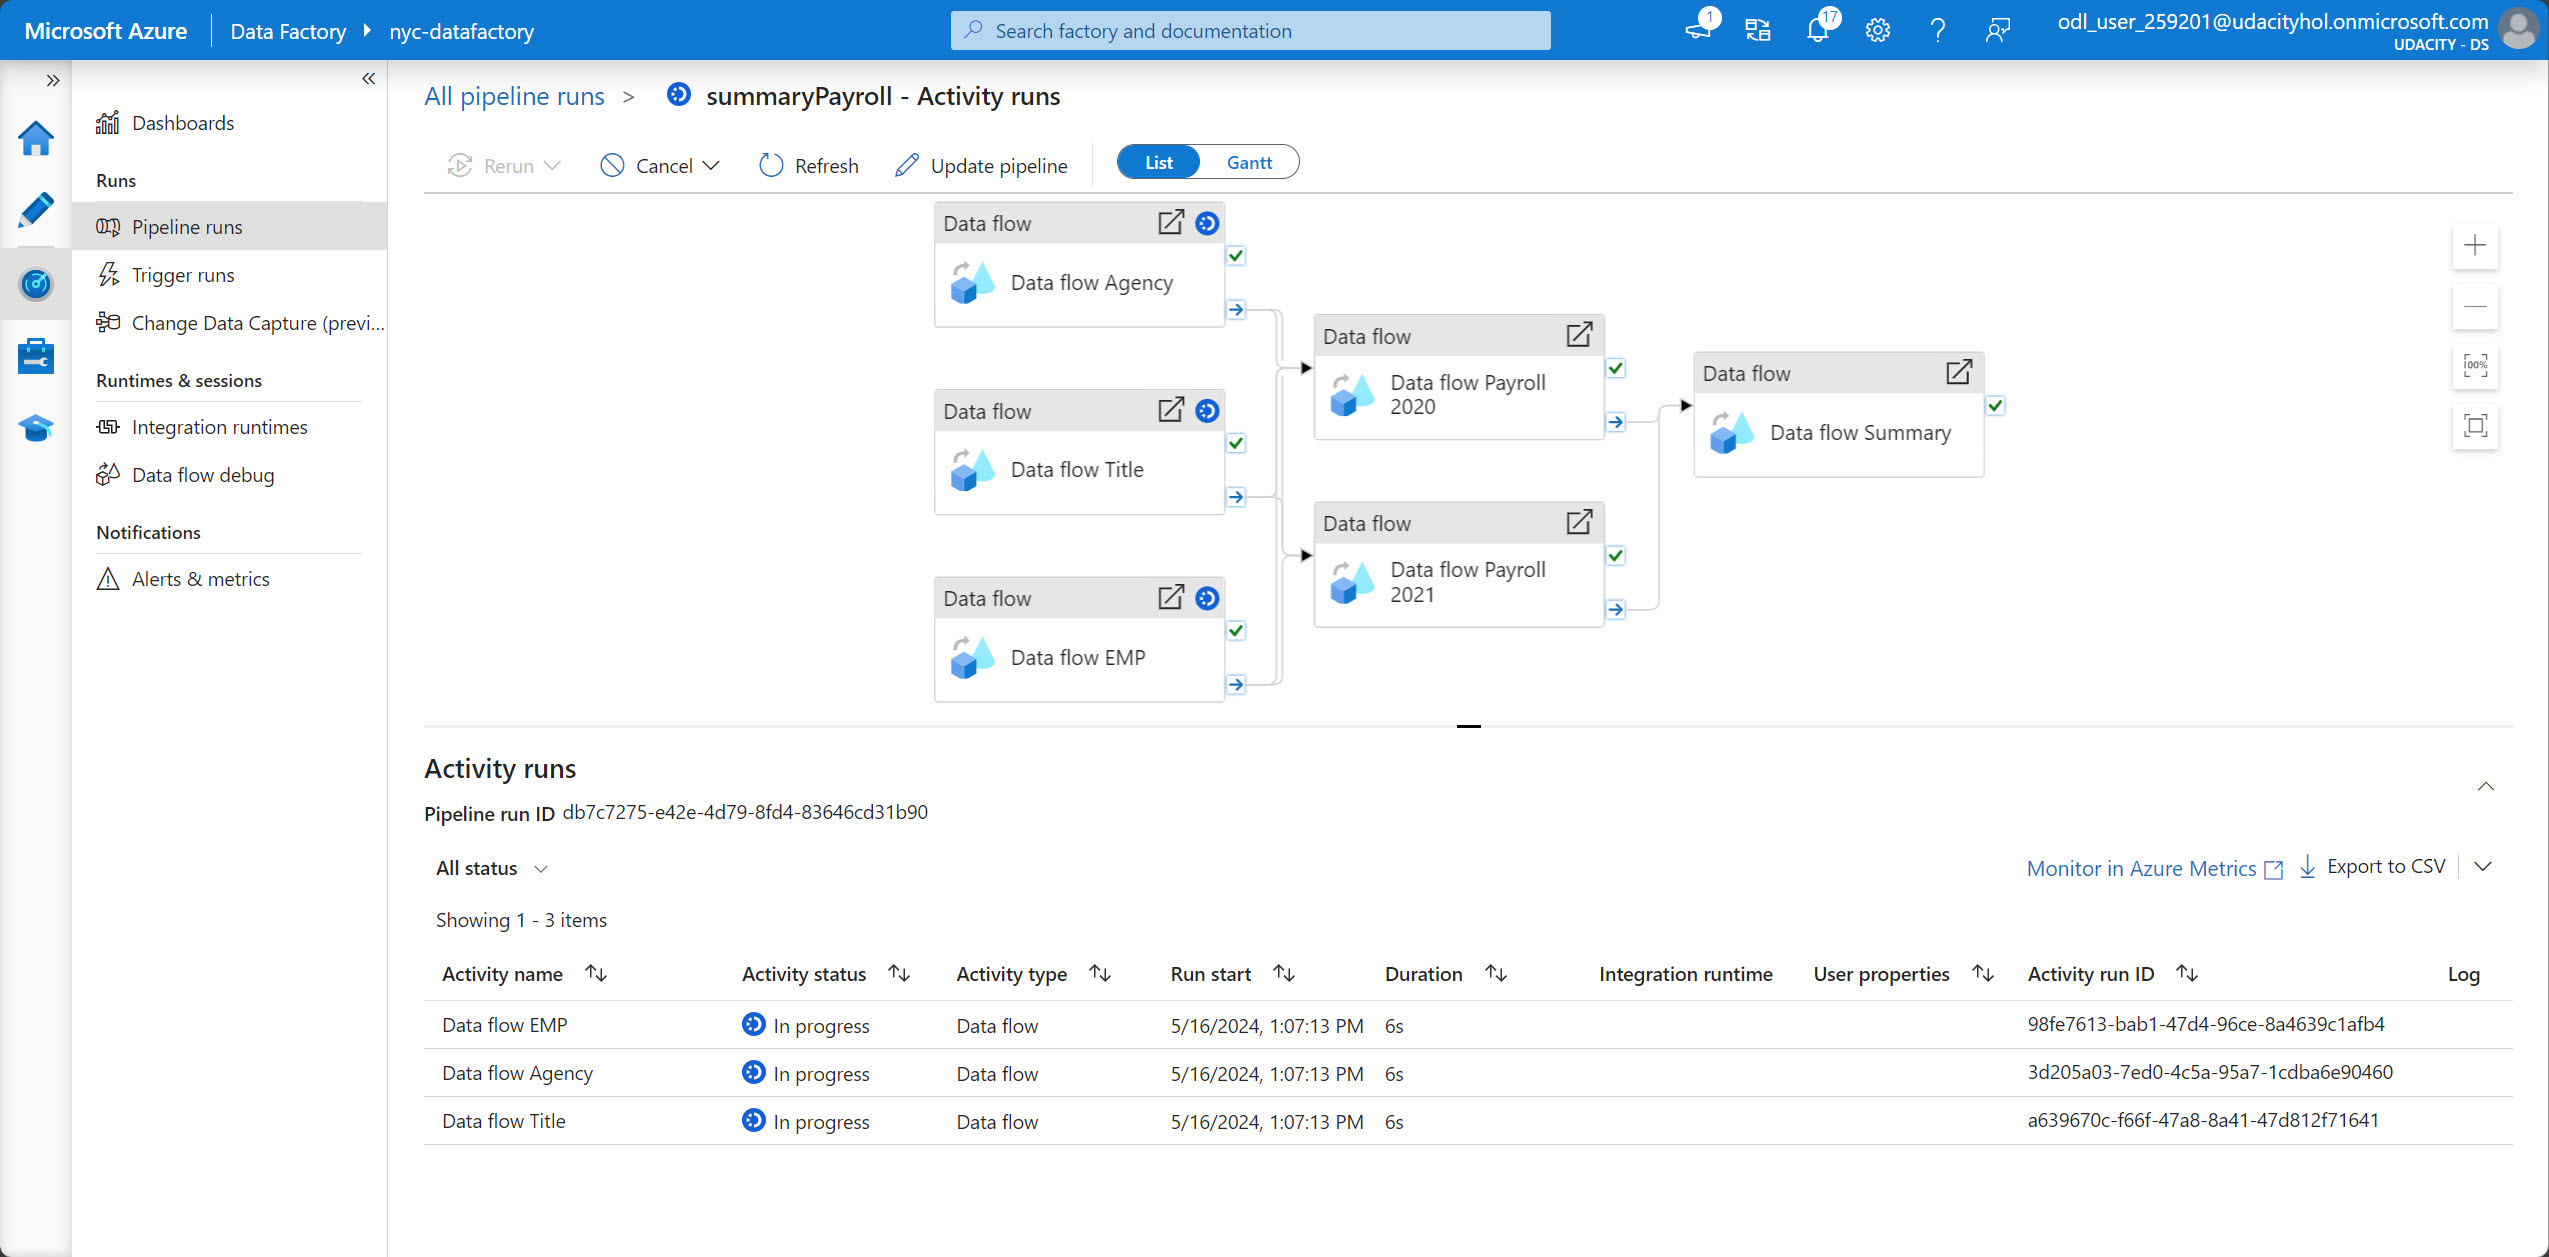 Microsoft Azure Data Factory nyc-datafactory
Search factory and documentation
1
17
odl_user_259201@udacityhol.onmicrosoft.com
UDACITY - DS
Dashboards
Runs
Pipeline runs
Trigger runs
Change Data Capture (previ...
Runtimes & sessions
Integration runtimes
Data flow debug
Notifications
Alerts & metrics
All pipeline runs > summaryPayroll - Activity runs
Rerun Cancel Refresh Update pipeline List Gantt
Data flow
Data flow Agency
Data flow
Data flow Title
Data flow
Data flow EMP
Data flow
Data flow Payroll
2020
Data flow
Data flow Payroll
2021
Data flow
Data flow Summary
100%
Activity runs
Pipeline run ID db7c7275-e42e-4d79-8fd4-83646cd31b90
All status
Monitor in Azure Metrics Export to CSV
Showing 1 - 3 items
Activity name Activity status Activity type Run start Duration Integration runtime User properties Activity run ID Log
Data flow EMP In progress Data flow 5/16/2024, 1:07:13 PM 6s 98fe7613-bab1-47d4-96ce-8a4639c1afb4
Data flow Agency In progress Data flow 5/16/2024, 1:07:13 PM 6s 3d205a03-7ed0-4c5a-95a7-1cdba6e90460
Data flow Title In progress Data flow 5/16/2024, 1:07:13 PM 6s a639670c-f66f-47a8-8a41-47d812f71641